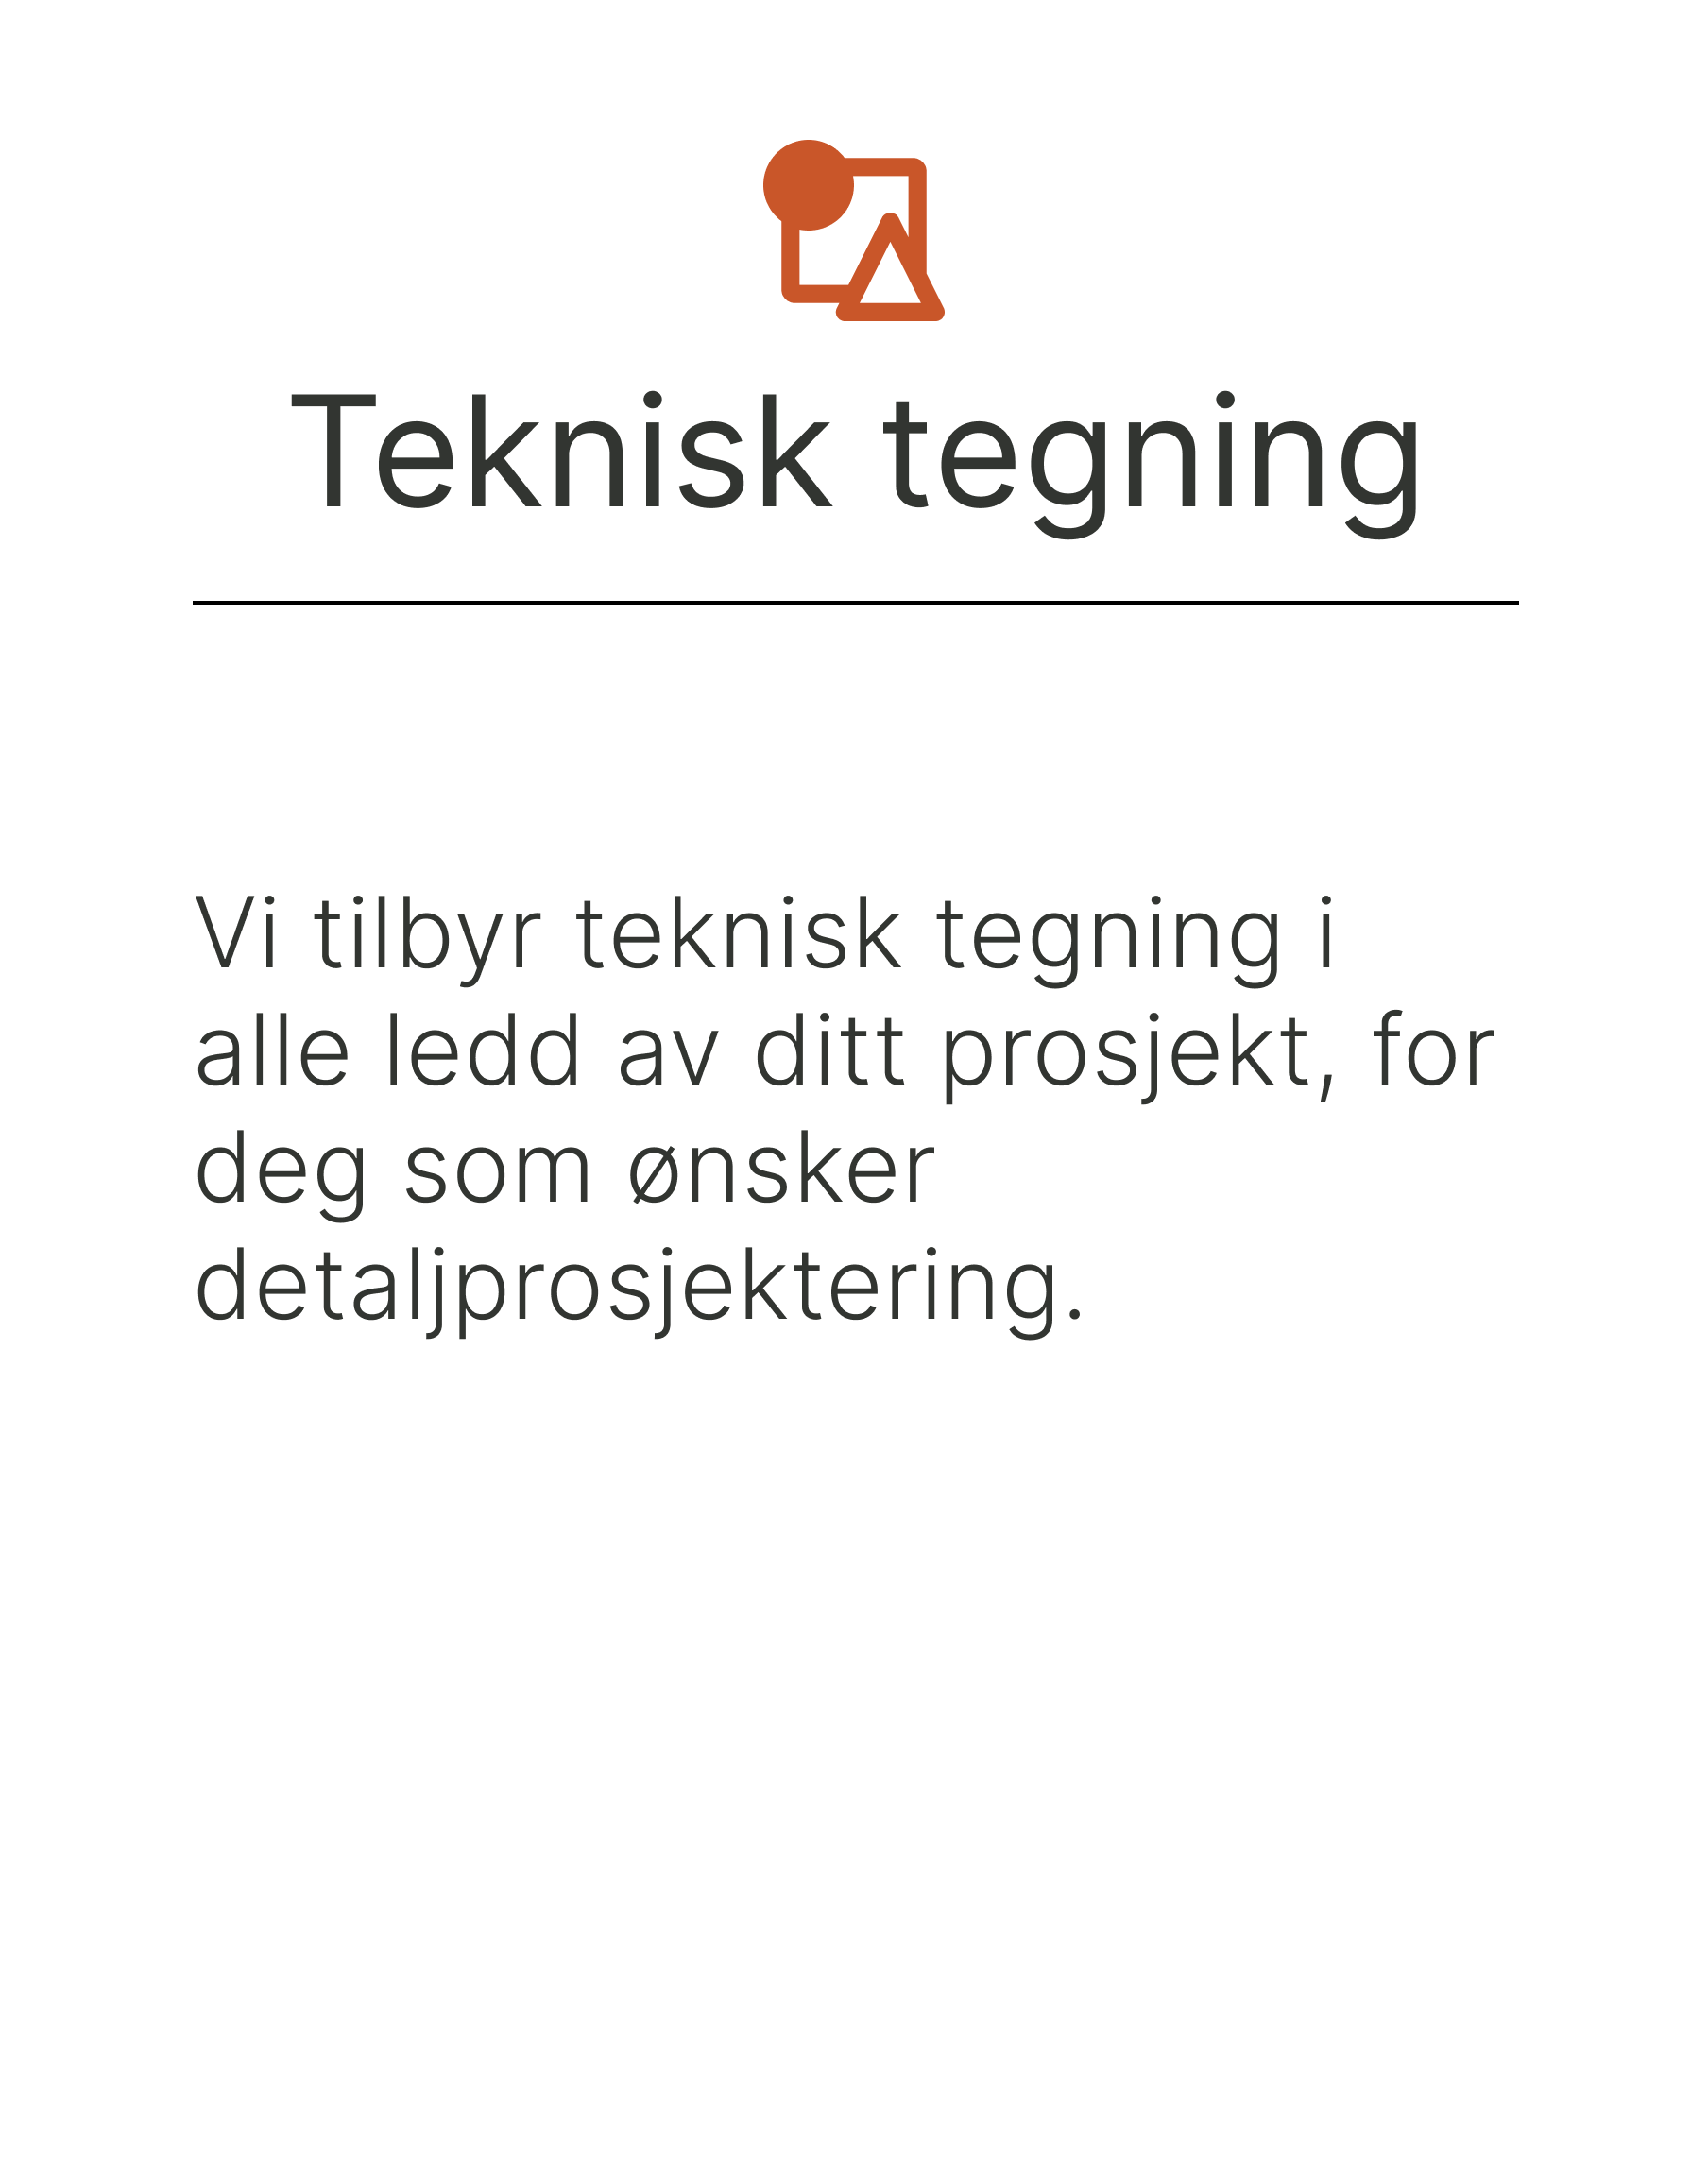 Teknisk tegning
Vi tilbyr teknisk tegning i
alle ledd av ditt prosjekt, for
deg som ønsker
detaljprosjektering.